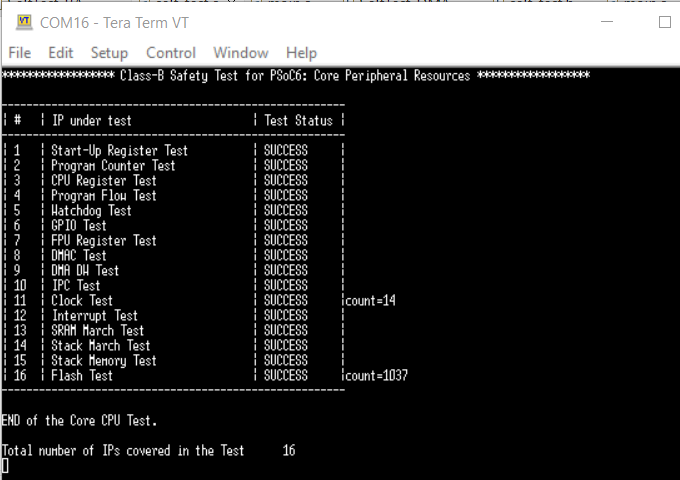 COM16 - Tera Term VT
File Edit Setup Control Window Help
****************** Class-B Safety Test for PSoC6: Core Peripheral Resources ******************
-------------------------------------------------------
| # | IP under test | Test Status |
-------------------------------------------------------
| 1 | Start-Up Register Test | SUCCESS |
| 2 | Program Counter Test | SUCCESS |
| 3 | CPU Register Test | SUCCESS |
| 4 | Program Flow Test | SUCCESS |
| 5 | Watchdog Test | SUCCESS |
| 6 | GPIO Test | SUCCESS |
| 7 | FPU Register Test | SUCCESS |
| 8 | DMAC Test | SUCCESS |
| 9 | DMA DW Test | SUCCESS |
| 10 | IPC Test | SUCCESS |
| 11 | Clock Test | SUCCESS |count=14
| 12 | Interrupt Test | SUCCESS |
| 13 | SRAM March Test | SUCCESS |
| 14 | Stack March Test | SUCCESS |
| 15 | Stack Memory Test | SUCCESS |
| 16 | Flash Test | SUCCESS |count=1037
-------------------------------------------------------
END of the Core CPU Test.
Total number of IPs covered in the Test 16